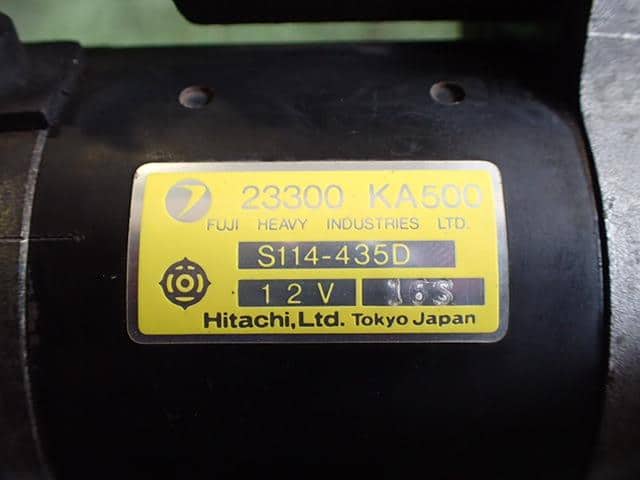 23300 KA500
FUJI HEAVY INDUSTRIES LTD.
S114-435D
12V
Hitachi, Ltd. Tokyo Japan